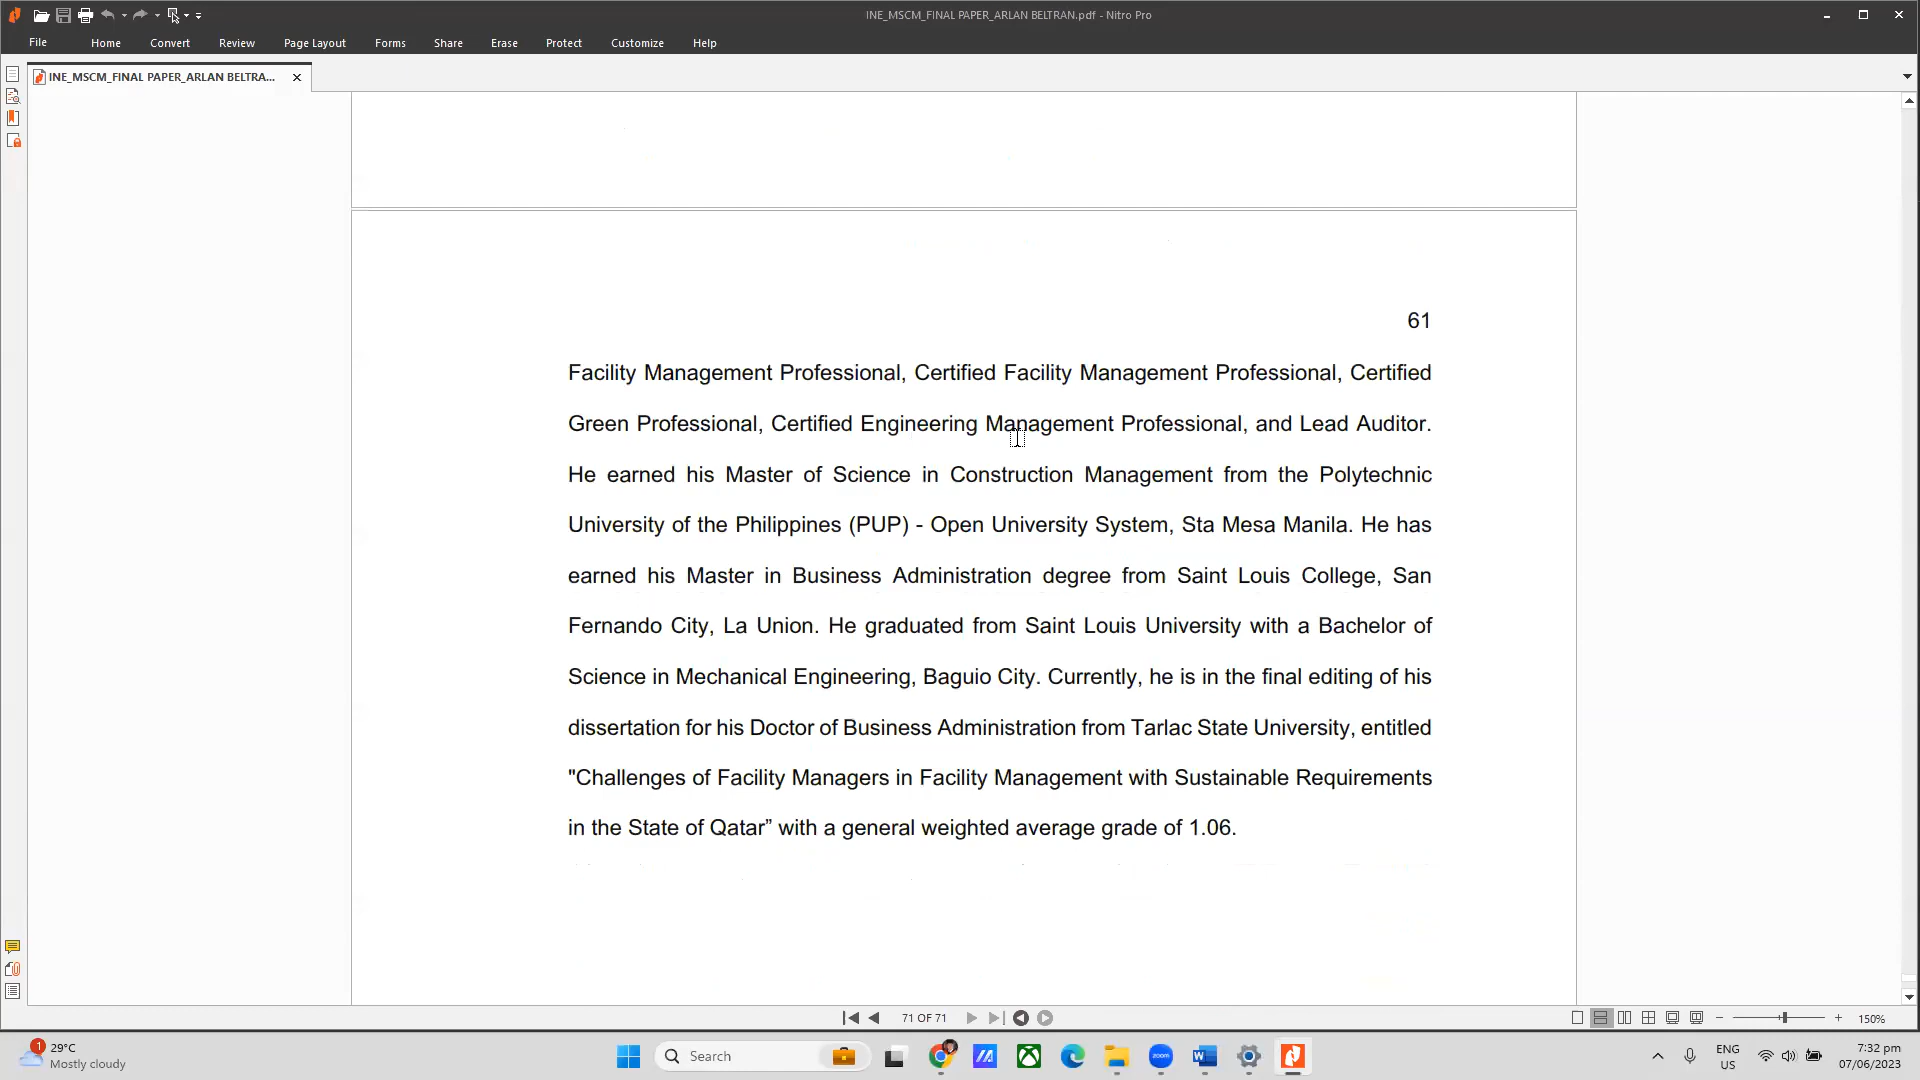 INE_MSCM_FINAL PAPER_ARLAN BELTRAN.pdf - Nitro Pro
File Home Convert Review Page Layout Forms Share Erase Protect Customize Help
INE_MSCM_FINAL PAPER_ARLAN BELTRA...
61
Facility Management Professional, Certified Facility Management Professional, Certified
Green Professional, Certified Engineering Management Professional, and Lead Auditor.
He earned his Master of Science in Construction Management from the Polytechnic
University of the Philippines (PUP) - Open University System, Sta Mesa Manila. He has
earned his Master in Business Administration degree from Saint Louis College, San
Fernando City, La Union. He graduated from Saint Louis University with a Bachelor of
Science in Mechanical Engineering, Baguio City. Currently, he is in the final editing of his
dissertation for his Doctor of Business Administration from Tarlac State University, entitled
"Challenges of Facility Managers in Facility Management with Sustainable Requirements
in the State of Qatar” with a general weighted average grade of 1.06.
71 OF 71
150%
1
29°C
Mostly cloudy
Search
zoom
ENG
US
7:32 pm
07/06/2023